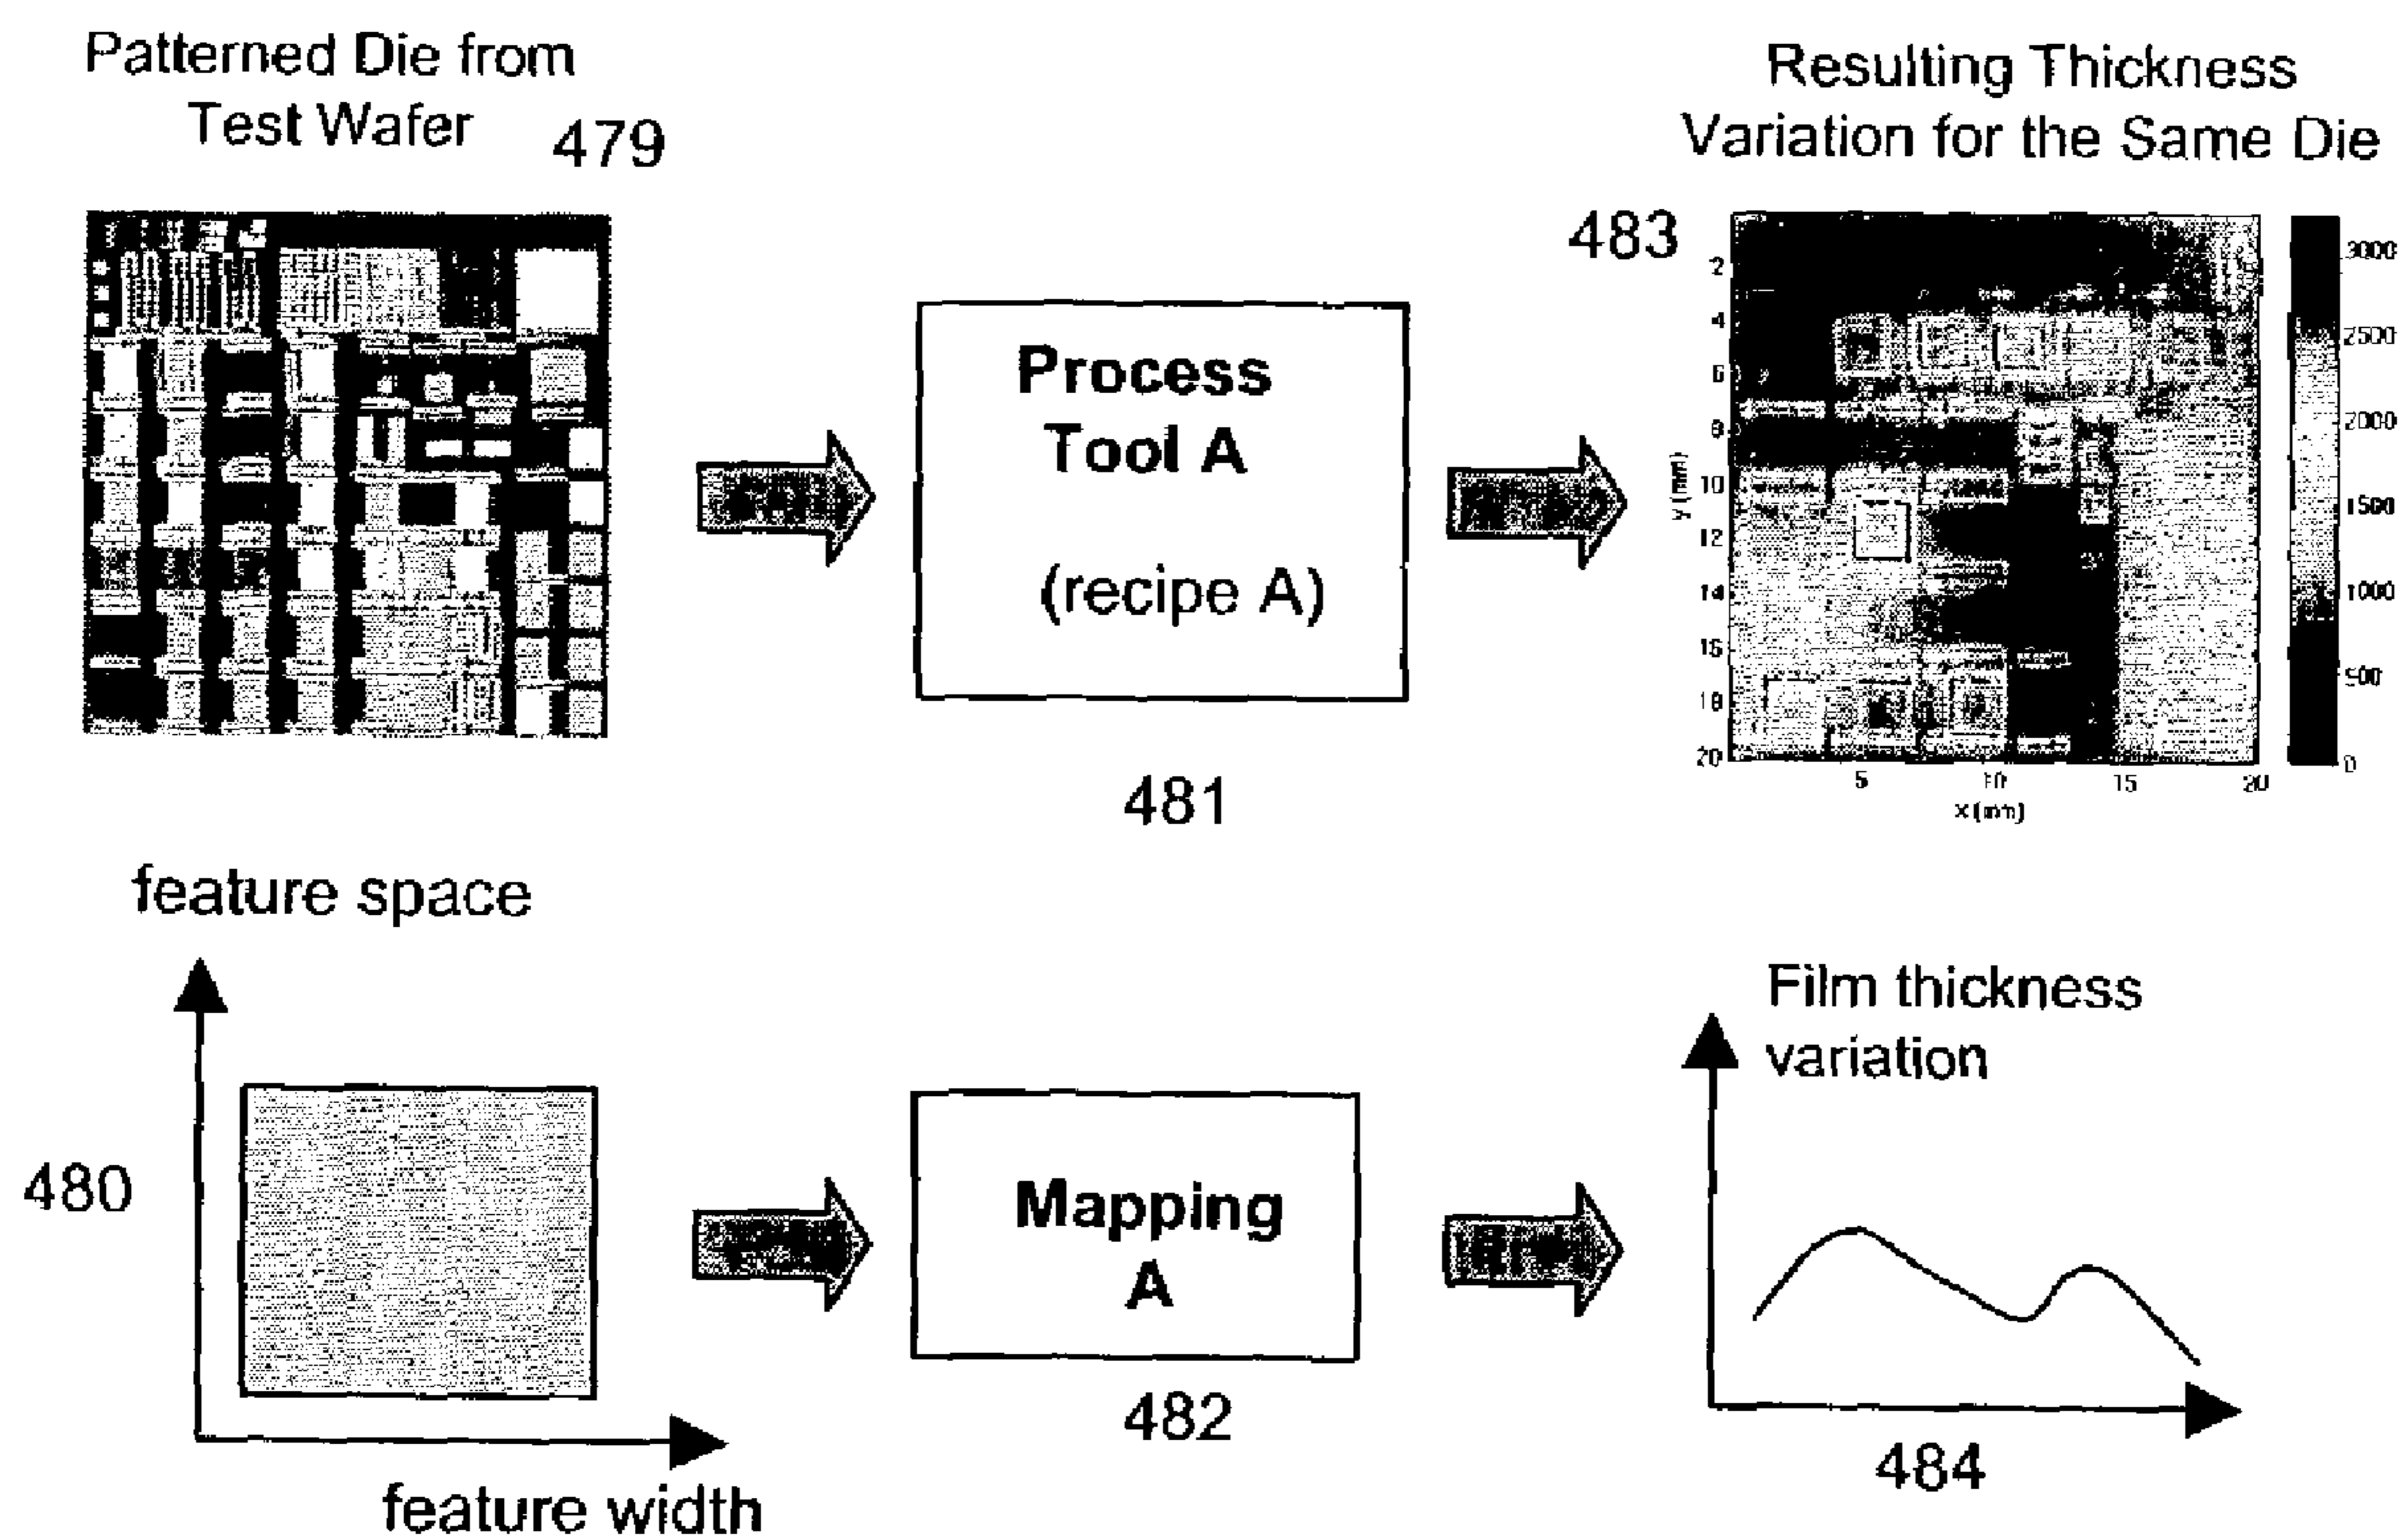 Patterned Die from
Test Wafer
479
Resulting Thickness
Variation for the Same Die
483
Process
Tool A
(recipe A)
481
2
4
6
8
10
12
14
16
18
20
y (mm)
5
10
15
20
x (mm)
3000
2500
2000
1500
1000
500
0
feature space
480
feature width
Mapping
A
482
Film thickness
variation
484